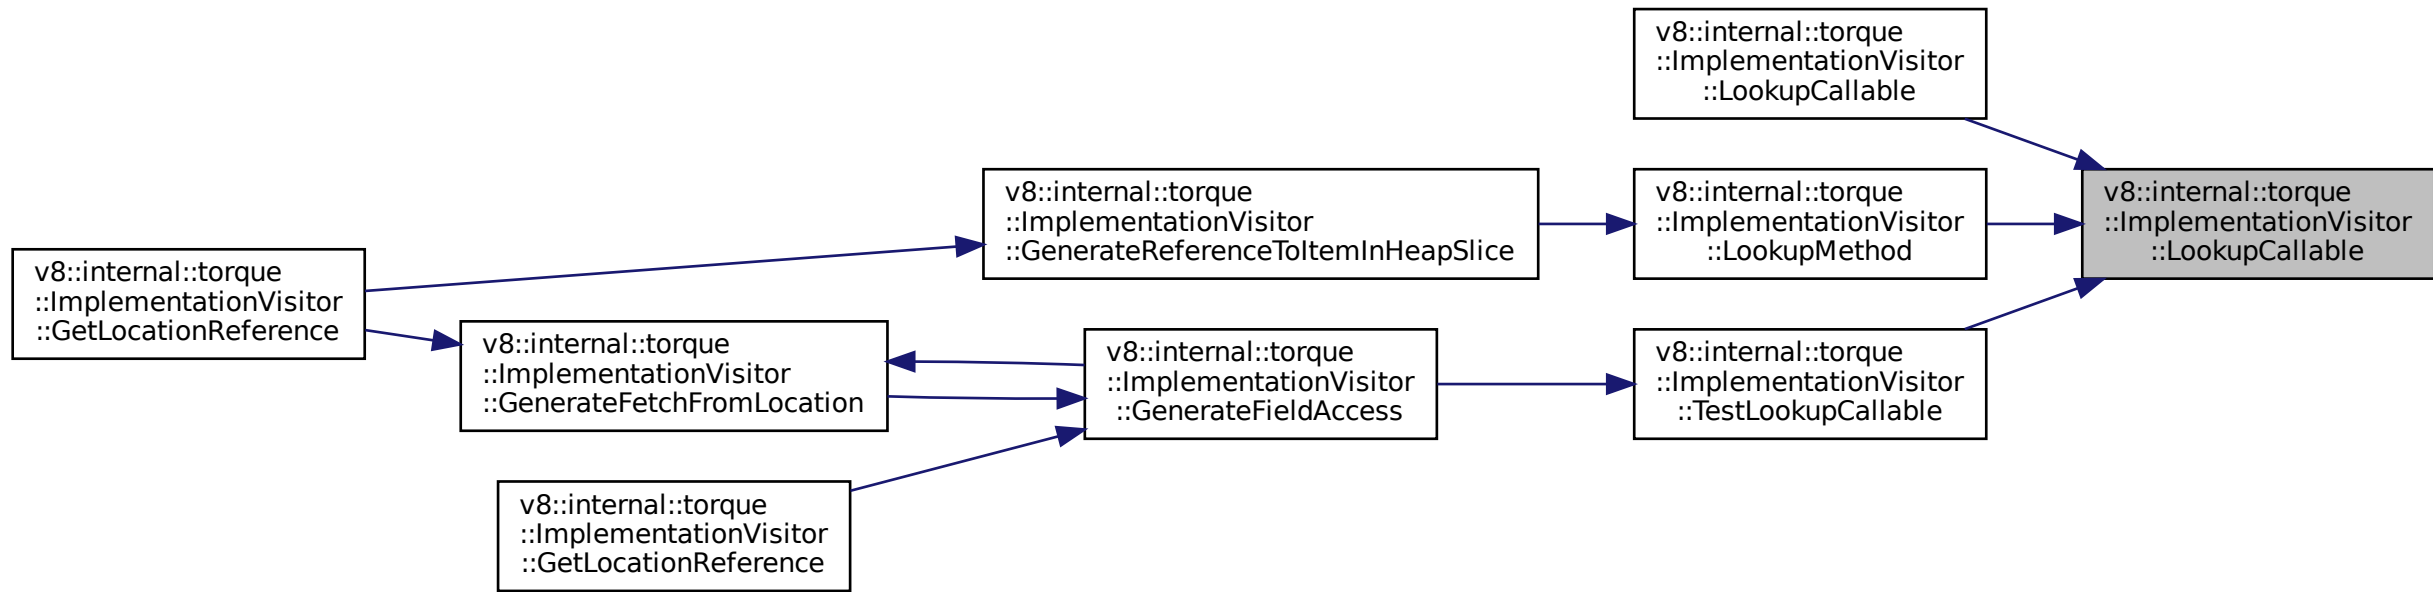 v8::internal::torque
::ImplementationVisitor
::LookupCallable
v8::internal::torque
::ImplementationVisitor
::GenerateReferenceToItemInHeapSlice
v8::internal::torque
::ImplementationVisitor
::LookupMethod
v8::internal::torque
::ImplementationVisitor
::LookupCallable
v8::internal::torque
::ImplementationVisitor
::GetLocationReference
v8::internal::torque
::ImplementationVisitor
::GenerateFetchFromLocation
v8::internal::torque
::ImplementationVisitor
::GenerateFieldAccess
v8::internal::torque
::ImplementationVisitor
::TestLookupCallable
v8::internal::torque
::ImplementationVisitor
::GetLocationReference